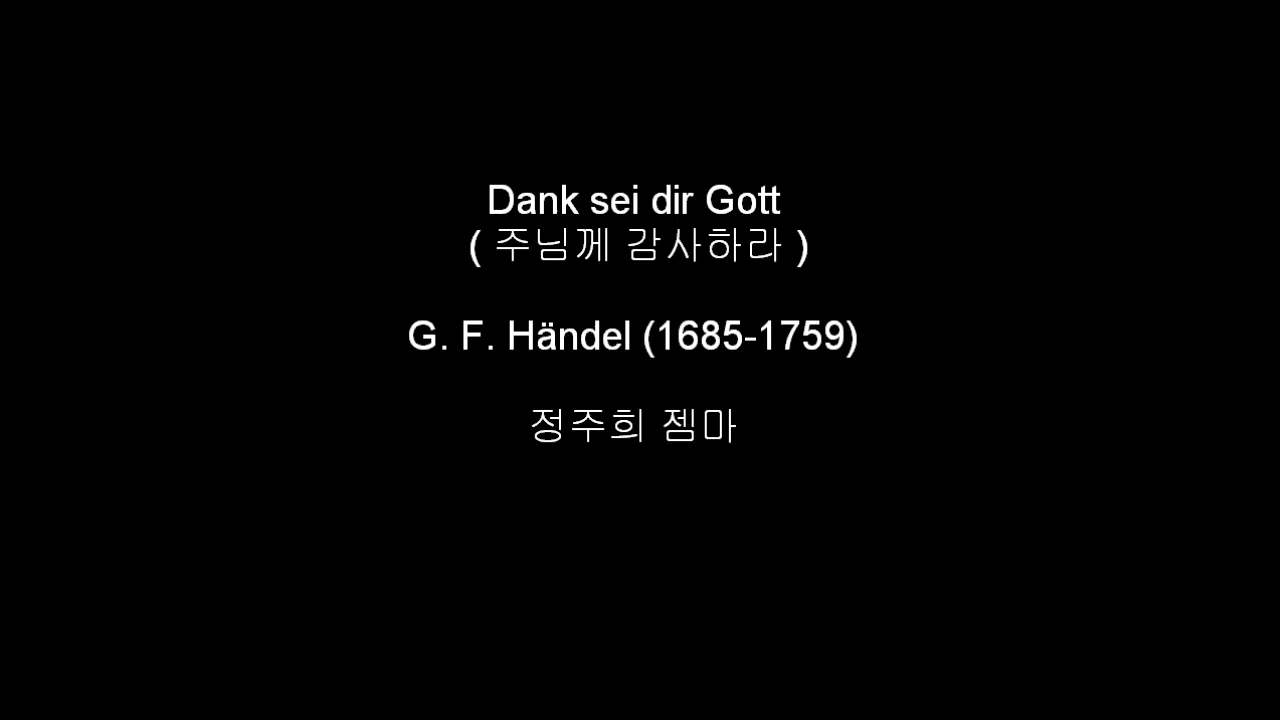 Dank sei dir Gott
( 주님께 감사하라 )
G. F. Händel (1685-1759)
정주희 젬마